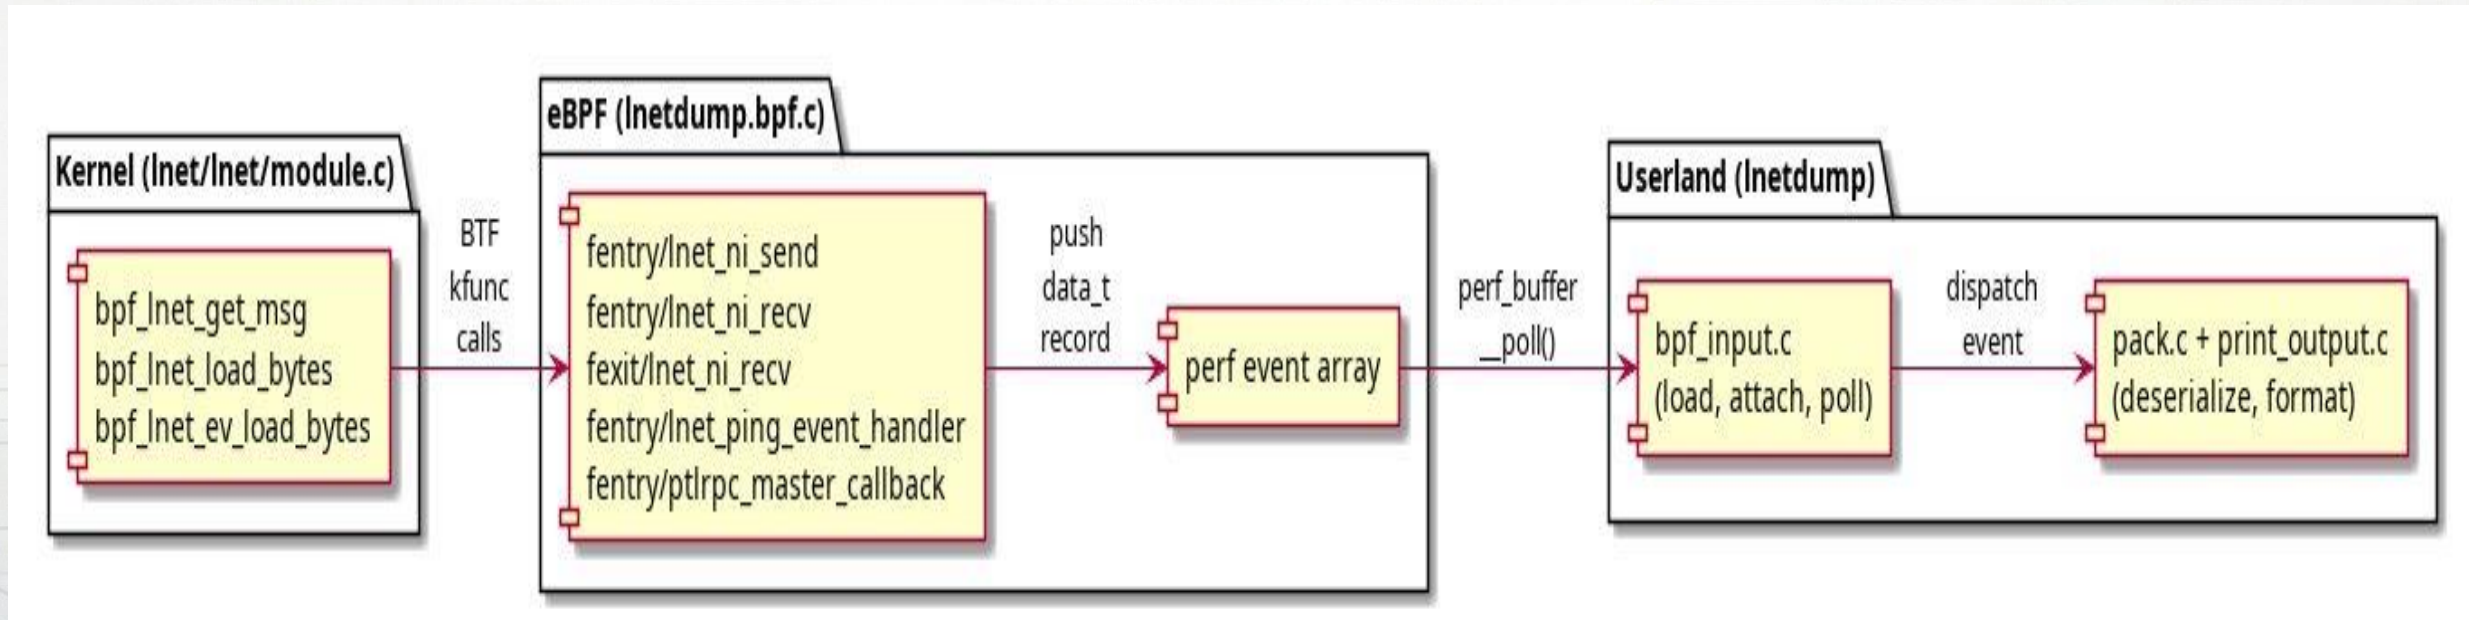 Kernel (lnet/lnet/module.c)
bpf_lnet_get_msg
bpf_lnet_load_bytes
bpf_lnet_ev_load_bytes
BTF
kfunc
calls
eBPF (lnetdump.bpf.c)
fentry/lnet_ni_send
fentry/lnet_ni_recv
fexit/lnet_ni_recv
fentry/lnet_ping_event_handler
fentry/ptlrpc_master_callback
push
data_t
record
perf event array
perf_buffer
__poll()
Userland (lnetdump)
bpf_input.c
(load, attach, poll)
dispatch
event
pack.c + print_output.c
(deserialize, format)